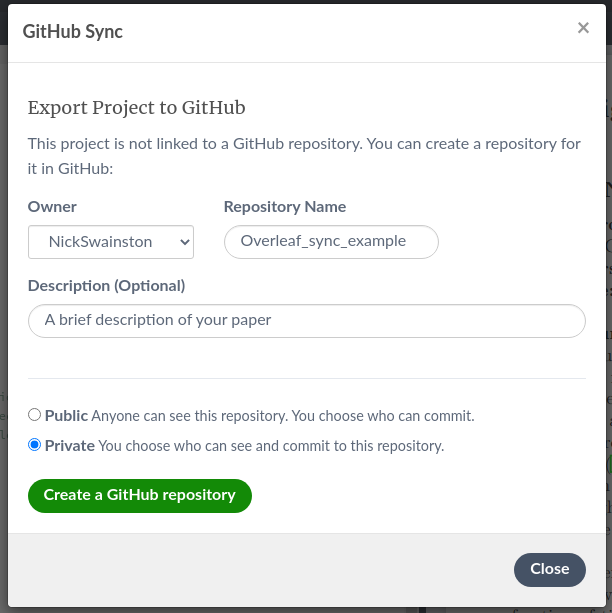 GitHub Sync ×
Export Project to GitHub
This project is not linked to a GitHub repository. You can create a repository for
it in GitHub:
Owner Repository Name
NickSwainston Overleaf_sync_example
Description (Optional)
A brief description of your paper
Public Anyone can see this repository. You choose who can commit.
Private You choose who can see and commit to this repository.
Create a GitHub repository
Close